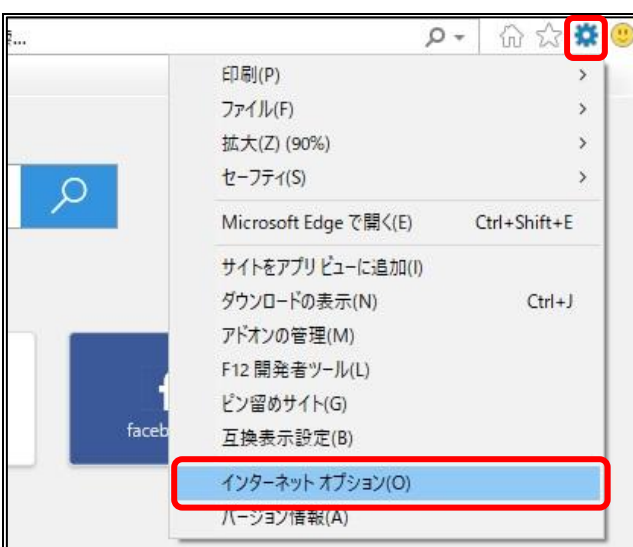 ...
印刷(P)
ファイル(F)
拡大(Z) (90%)
セーフティ(S)
Microsoft Edge で開く(E) Ctrl+Shift+E
サイトをアプリ ビューに追加(I)
ダウンロードの表示(N) Ctrl+J
アドオンの管理(M)
F12 開発者ツール(L)
ピン留めサイト(G)
互換表示設定(B)
faceb
インターネット オプション(O)
バージョン情報(A)